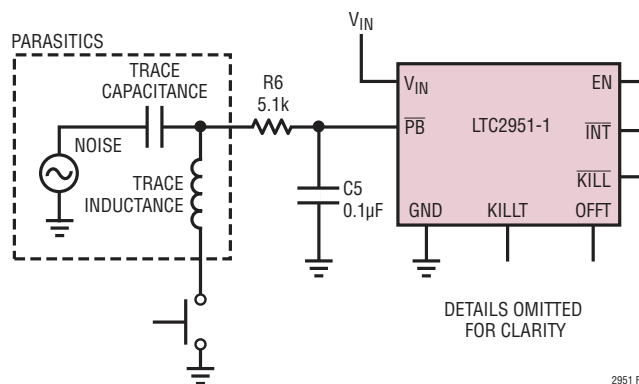 PARASITICS
TRACE
CAPACITANCE
NOISE
TRACE
INDUCTANCE
R6
5.1k
C5
0.1µF
VIN
VIN
PB
LTC2951-1
EN
INT
KILL
GND
KILLT
OFFT
DETAILS OMITTED
FOR CLARITY
2951 F